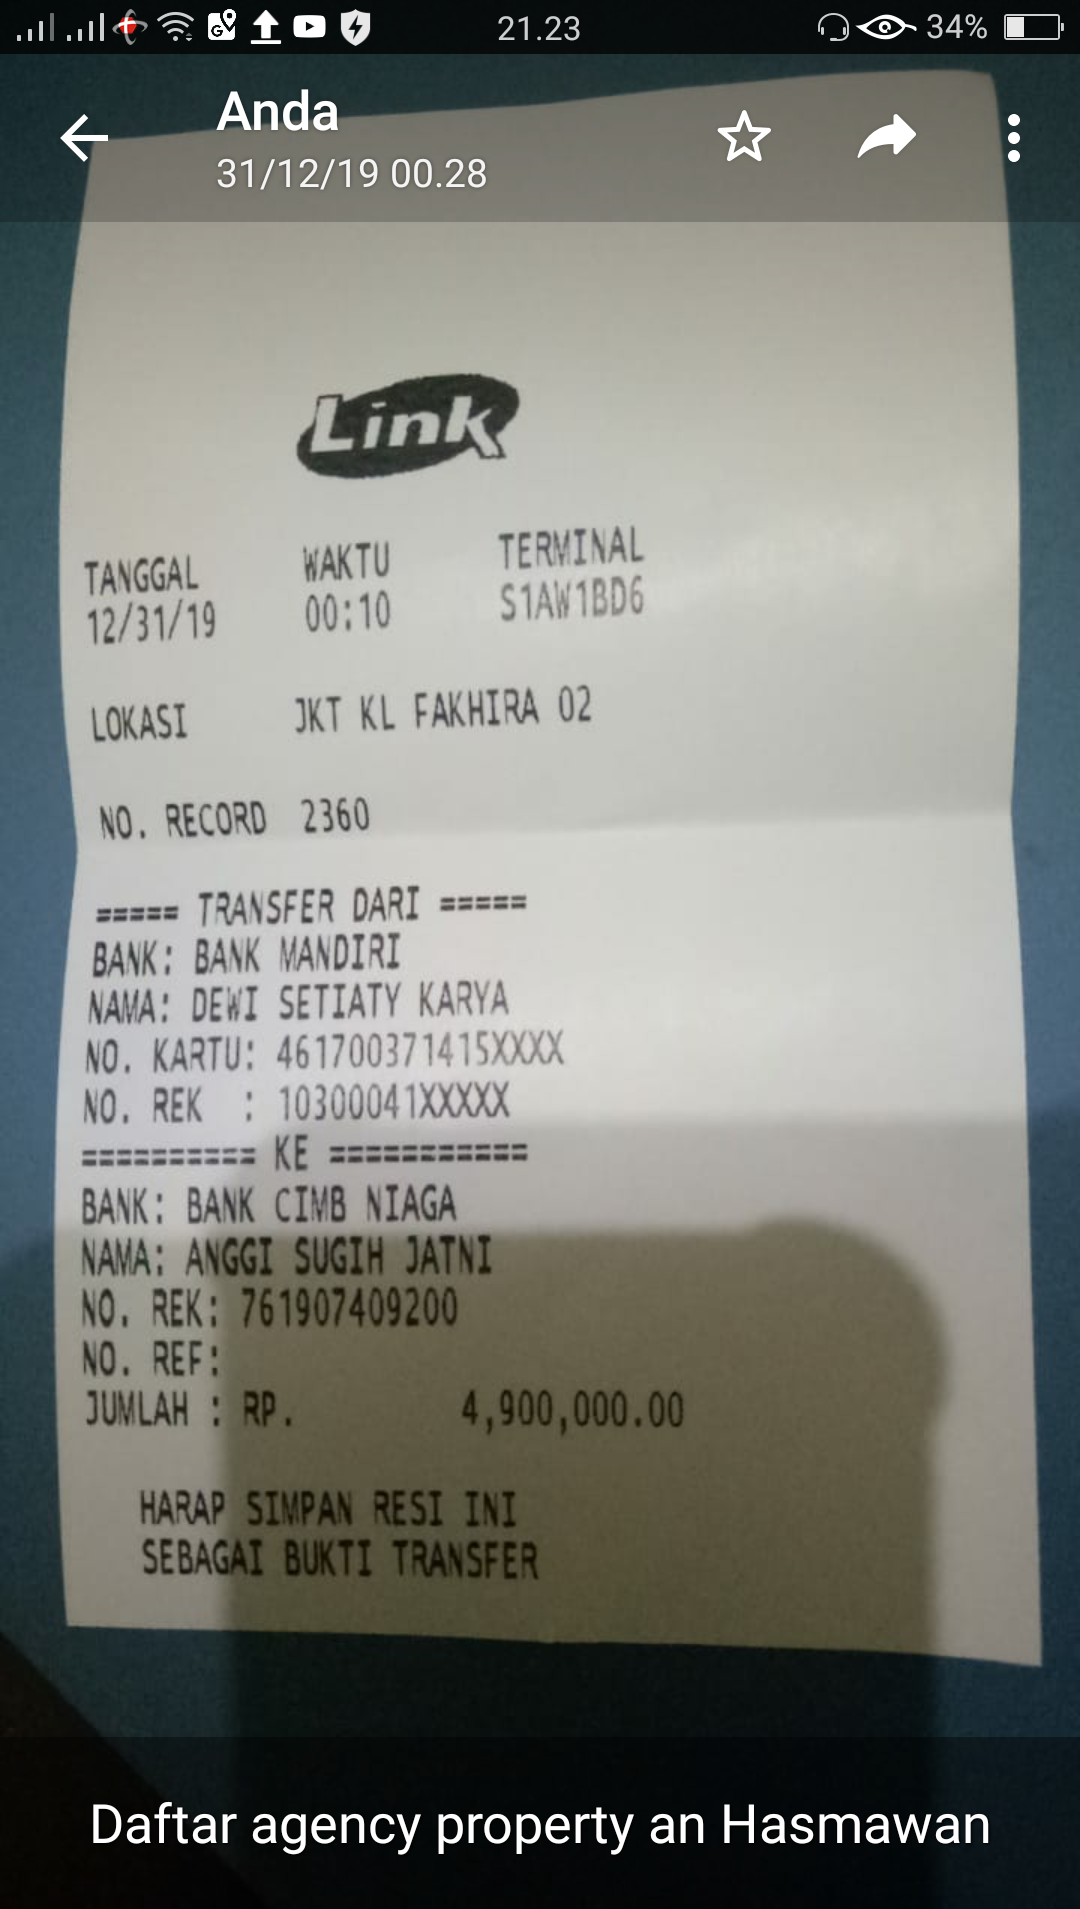 21.23
34%
Anda
31/12/19 00.28
Link
TANGGAL WAKTU TERMINAL
12/31/19 00:10 S1AW1BD6
LOKASI JKT KL FAKHIRA 02
NO. RECORD 2360
===== TRANSFER DARI =====
BANK: BANK MANDIRI
NAMA: DEWI SETIATY KARYA
NO. KARTU: 461700371415XXXX
NO. REK : 10300041XXXXX
========== KE ===========
BANK: BANK CIMB NIAGA
NAMA: ANGGI SUGIH JATNI
NO. REK: 761907409200
NO. REF:
JUMLAH : RP. 4,900,000.00
HARAP SIMPAN RESI INI
SEBAGAI BUKTI TRANSFER
Daftar agency property an Hasmawan